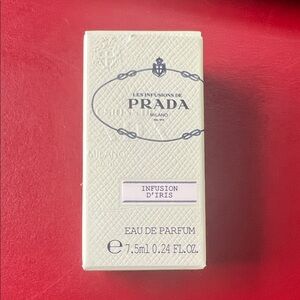 LES INFUSIONS DE
PRADA
MILANO
INFUSION
D'IRIS
EAU DE PARFUM
e 7.5ml 0.24 FL.OZ.